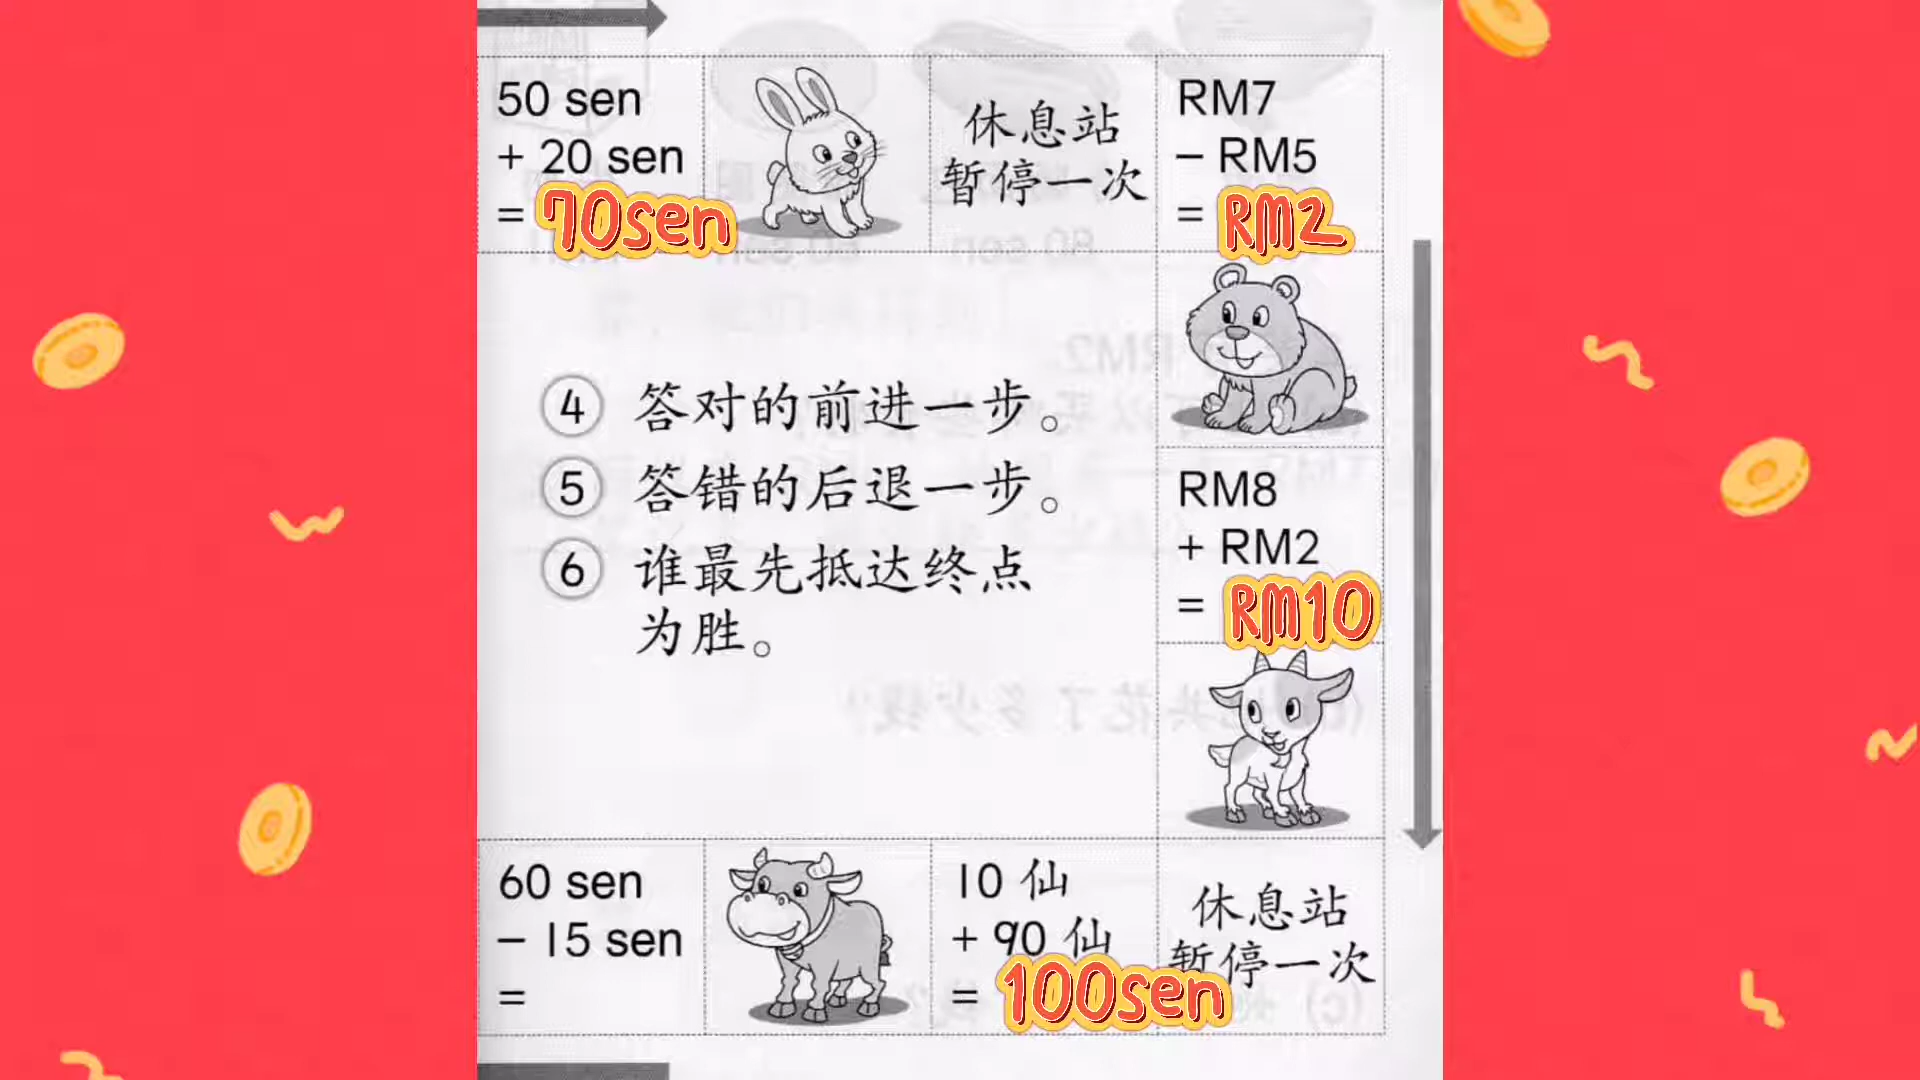 50 sen
+ 20 sen
= 70sen
休息站
暂停一次
RM7
− RM5
= RM2
④ 答对的前进一步。
⑤ 答错的后退一步。
⑥ 谁最先抵达终点
为胜。
RM8
+ RM2
= RM10
60 sen
− 15 sen
=
10 仙
+ 90 仙
= 100sen
休息站
暂停一次